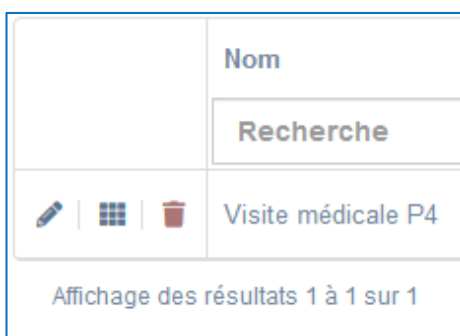 Nom
Recherche
Visite médicale P4
Affichage des résultats 1 à 1 sur 1